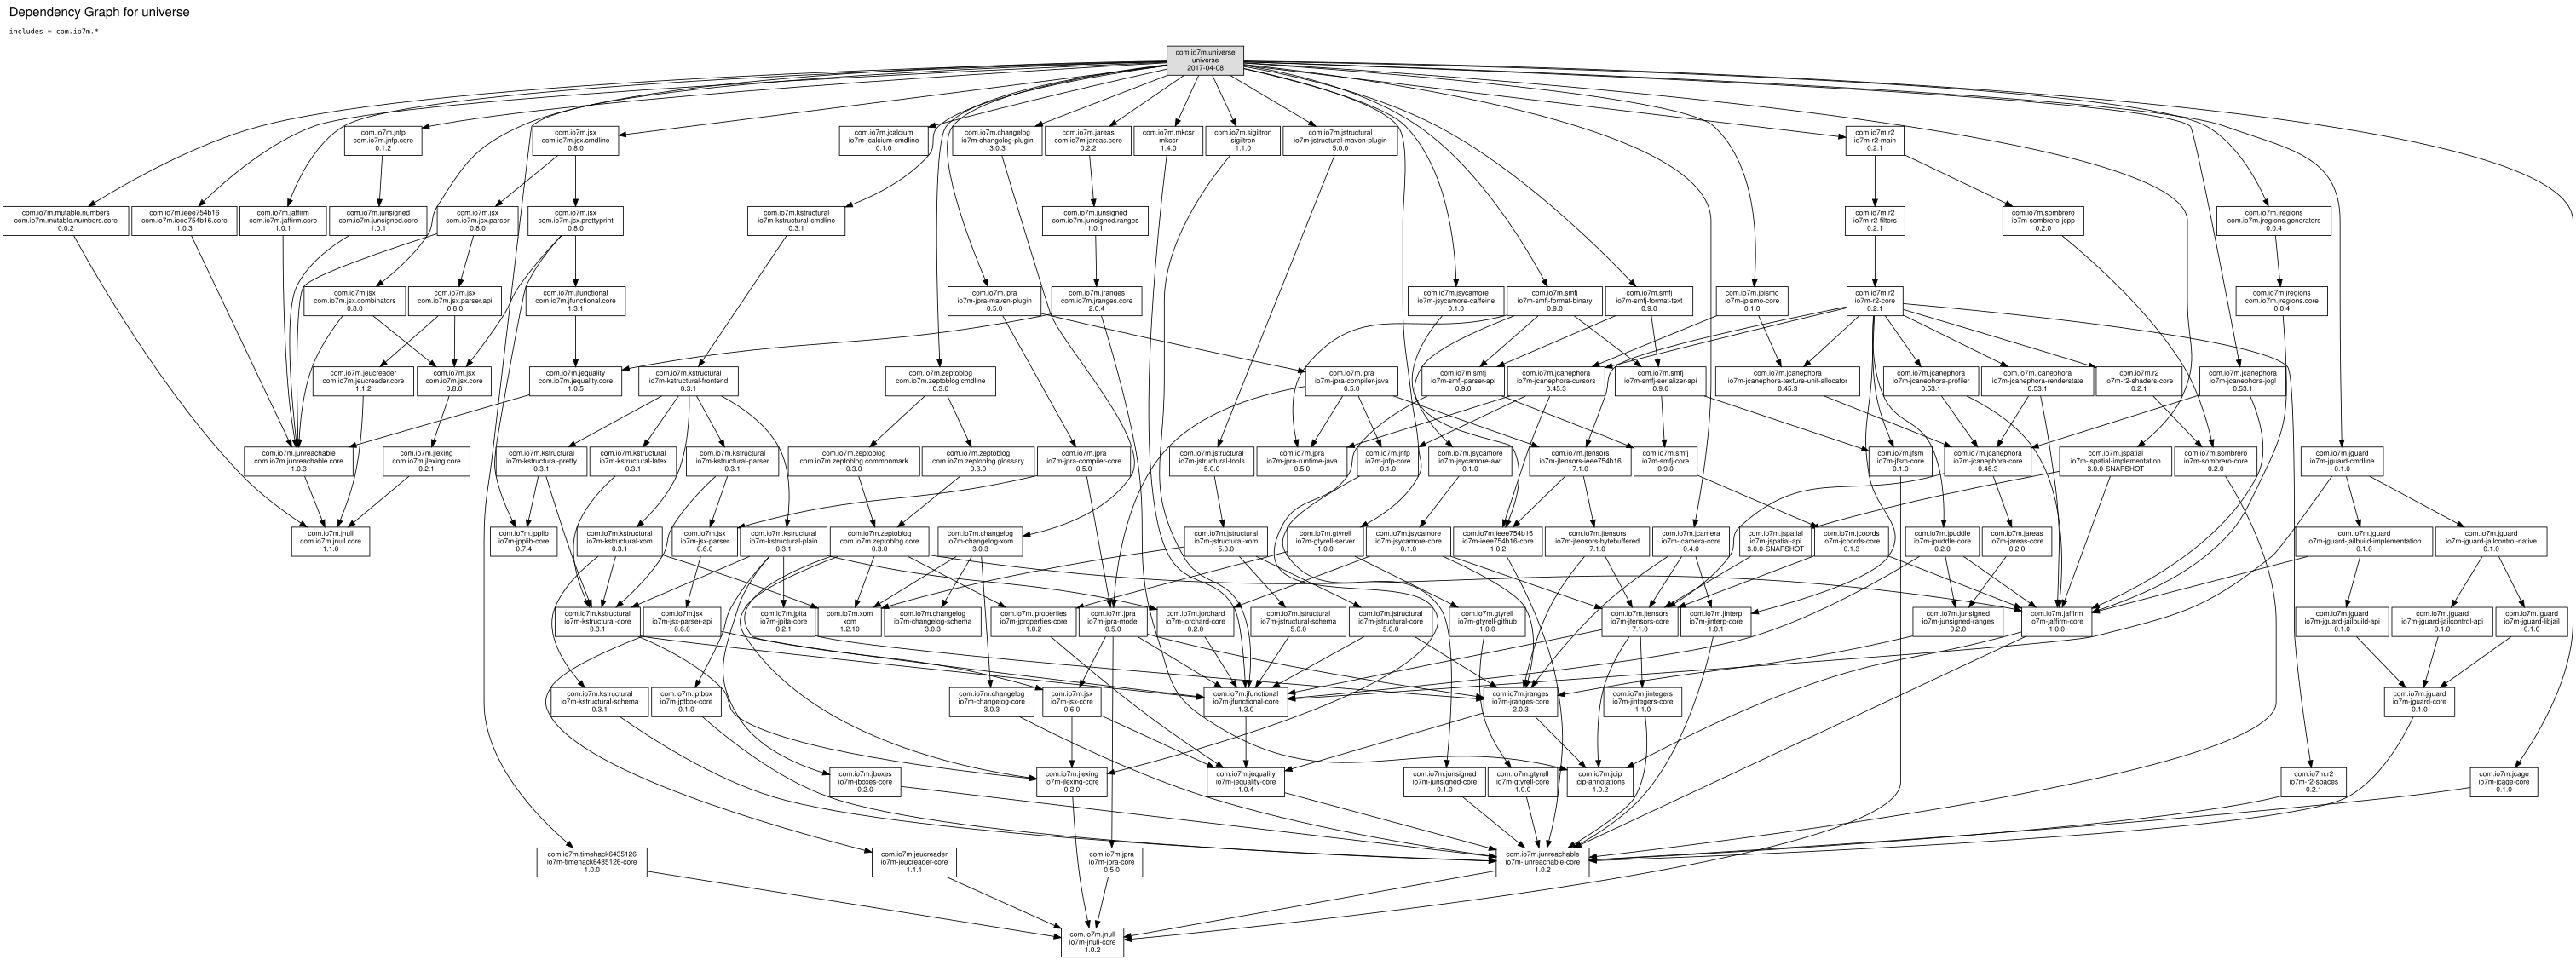 Dependency Graph for universe
includes = com.io7m.*
com.io7m.universe
universe
2017-04-08
com.io7m.jnfp
com.io7m.jnfp.core
0.1.2
com.io7m.jsx
com.io7m.jsx.cmdline
0.8.0
com.io7m.jcalcium
io7m-jcalcium-cmdline
0.1.0
com.io7m.changelog
io7m-changelog-plugin
3.0.3
com.io7m.jareas
com.io7m.jareas.core
0.2.2
com.io7m.mkcsr
mkcsr
1.4.0
com.io7m.sigiltron
sigiltron
1.1.0
com.io7m.jstructural
io7m-jstructural-maven-plugin
5.0.0
com.io7m.r2
io7m-r2-main
0.2.1
com.io7m.mutable.numbers
com.io7m.mutable.numbers.core
0.0.2
com.io7m.ieee754b16
com.io7m.ieee754b16.core
1.0.3
com.io7m.jaffirm
com.io7m.jaffirm.core
1.0.1
com.io7m.junsigned
com.io7m.junsigned.core
1.0.1
com.io7m.jsx
com.io7m.jsx.parser
0.8.0
com.io7m.jsx
com.io7m.jsx.prettyprint
0.8.0
com.io7m.kstructural
io7m-kstructural-cmdline
0.3.1
com.io7m.junsigned
com.io7m.junsigned.ranges
1.0.1
com.io7m.r2
io7m-r2-filters
0.2.1
com.io7m.sombrero
io7m-sombrero-jcpp
0.2.0
com.io7m.jregions
com.io7m.jregions.generators
0.0.4
com.io7m.jsx
com.io7m.jsx.combinators
0.8.0
com.io7m.jsx
com.io7m.jsx.parser.api
0.8.0
com.io7m.jfunctional
com.io7m.jfunctional.core
1.3.1
com.io7m.jpra
io7m-jpra-maven-plugin
0.5.0
com.io7m.jranges
com.io7m.jranges.core
2.0.4
com.io7m.jsycamore
io7m-jsycamore-caffeine
0.1.0
com.io7m.smfj
io7m-smfj-format-binary
0.9.0
com.io7m.smfj
io7m-smfj-format-text
0.9.0
com.io7m.jpismo
io7m-jpismo-core
0.1.0
com.io7m.r2
io7m-r2-core
0.2.1
com.io7m.jregions
com.io7m.jregions.core
0.0.4
com.io7m.jeucreader
com.io7m.jeucreader.core
1.1.2
com.io7m.jsx
com.io7m.jsx.core
0.8.0
com.io7m.jequality
com.io7m.jequality.core
1.0.5
com.io7m.kstructural
io7m-kstructural-frontend
0.3.1
com.io7m.zeptoblog
com.io7m.zeptoblog.cmdline
0.3.0
com.io7m.jpra
io7m-jpra-compiler-java
0.5.0
com.io7m.smfj
io7m-smfj-parser-api
0.9.0
com.io7m.jcanephora
io7m-jcanephora-cursors
0.45.3
com.io7m.smfj
io7m-smfj-serializer-api
0.9.0
com.io7m.jcanephora
io7m-jcanephora-texture-unit-allocator
0.45.3
com.io7m.jcanephora
io7m-jcanephora-profiler
0.53.1
com.io7m.jcanephora
io7m-jcanephora-renderstate
0.53.1
com.io7m.r2
io7m-r2-shaders-core
0.2.1
com.io7m.jcanephora
io7m-jcanephora-jogl
0.53.1
com.io7m.junreachable
com.io7m.junreachable.core
1.0.3
com.io7m.jlexing
com.io7m.jlexing.core
0.2.1
com.io7m.kstructural
io7m-kstructural-pretty
0.3.1
com.io7m.kstructural
io7m-kstructural-latex
0.3.1
com.io7m.kstructural
io7m-kstructural-parser
0.3.1
com.io7m.zeptoblog
com.io7m.zeptoblog.commonmark
0.3.0
com.io7m.zeptoblog
com.io7m.zeptoblog.glossary
0.3.0
com.io7m.jpra
io7m-jpra-compiler-core
0.5.0
com.io7m.jstructural
io7m-jstructural-tools
5.0.0
com.io7m.jpra
io7m-jpra-runtime-java
0.5.0
com.io7m.jnfp
io7m-jnfp-core
0.1.0
com.io7m.jsycamore
io7m-jsycamore-awt
0.1.0
com.io7m.jtensors
io7m-jtensors-ieee754b16
7.1.0
com.io7m.smfj
io7m-smfj-core
0.9.0
com.io7m.jfsm
io7m-jfsm-core
0.1.0
com.io7m.jcanephora
io7m-jcanephora-core
0.45.3
com.io7m.jspatial
io7m-jspatial-implementation
3.0.0-SNAPSHOT
com.io7m.sombrero
io7m-sombrero-core
0.2.0
com.io7m.jguard
io7m-jguard-cmdline
0.1.0
com.io7m.jnull
com.io7m.jnull.core
1.1.0
com.io7m.jpplib
io7m-jpplib-core
0.7.4
com.io7m.kstructural
io7m-kstructural-xom
0.3.1
com.io7m.jsx
io7m-jsx-parser
0.6.0
com.io7m.kstructural
io7m-kstructural-plain
0.3.1
com.io7m.zeptoblog
com.io7m.zeptoblog.core
0.3.0
com.io7m.changelog
io7m-changelog-xom
3.0.3
com.io7m.jstructural
io7m-jstructural-xom
5.0.0
com.io7m.gtyrell
io7m-gtyrell-server
1.0.0
com.io7m.jsycamore
io7m-jsycamore-core
0.1.0
com.io7m.ieee754b16
io7m-ieee754b16-core
1.0.2
com.io7m.jtensors
io7m-jtensors-bytebuffered
7.1.0
com.io7m.jcamera
io7m-jcamera-core
0.4.0
com.io7m.jspatial
io7m-jspatial-api
3.0.0-SNAPSHOT
com.io7m.jcoords
io7m-jcoords-core
0.1.3
com.io7m.jpuddle
io7m-jpuddle-core
0.2.0
com.io7m.jareas
io7m-jareas-core
0.2.0
com.io7m.jguard
io7m-jguard-jailbuild-implementation
0.1.0
com.io7m.jguard
io7m-jguard-jailcontrol-native
0.1.0
com.io7m.kstructural
io7m-kstructural-core
0.3.1
com.io7m.jsx
io7m-jsx-parser-api
0.6.0
com.io7m.jpita
io7m-jpita-core
0.2.1
com.io7m.xom
xom
1.2.10
com.io7m.changelog
io7m-changelog-schema
3.0.3
com.io7m.jproperties
io7m-jproperties-core
1.0.2
com.io7m.jpra
io7m-jpra-model
0.5.0
com.io7m.jorchard
io7m-jorchard-core
0.2.0
com.io7m.jstructural
io7m-jstructural-schema
5.0.0
com.io7m.jstructural
io7m-jstructural-core
5.0.0
com.io7m.gtyrell
io7m-gtyrell-github
1.0.0
com.io7m.jtensors
io7m-jtensors-core
7.1.0
com.io7m.jinterp
io7m-jinterp-core
1.0.1
com.io7m.junsigned
io7m-junsigned-ranges
0.2.0
com.io7m.jaffirm
io7m-jaffirm-core
1.0.0
com.io7m.jguard
io7m-jguard-jailbuild-api
0.1.0
com.io7m.jguard
io7m-jguard-jailcontrol-api
0.1.0
com.io7m.jguard
io7m-jguard-libjail
0.1.0
com.io7m.kstructural
io7m-kstructural-schema
0.3.1
com.io7m.jptbox
io7m-jptbox-core
0.1.0
com.io7m.changelog
io7m-changelog-core
3.0.3
com.io7m.jsx
io7m-jsx-core
0.6.0
com.io7m.jfunctional
io7m-jfunctional-core
1.3.0
com.io7m.jranges
io7m-jranges-core
2.0.3
com.io7m.jintegers
io7m-jintegers-core
1.1.0
com.io7m.jguard
io7m-jguard-core
0.1.0
com.io7m.jboxes
io7m-jboxes-core
0.2.0
com.io7m.jlexing
io7m-jlexing-core
0.2.0
com.io7m.jequality
io7m-jequality-core
1.0.4
com.io7m.junsigned
io7m-junsigned-core
0.1.0
com.io7m.gtyrell
io7m-gtyrell-core
1.0.0
com.io7m.jcip
jcip-annotations
1.0.2
com.io7m.r2
io7m-r2-spaces
0.2.1
com.io7m.jcage
io7m-jcage-core
0.1.0
com.io7m.timehack6435126
io7m-timehack6435126-core
1.0.0
com.io7m.jeucreader
io7m-jeucreader-core
1.1.1
com.io7m.jpra
io7m-jpra-core
0.5.0
com.io7m.junreachable
io7m-junreachable-core
1.0.2
com.io7m.jnull
io7m-jnull-core
1.0.2